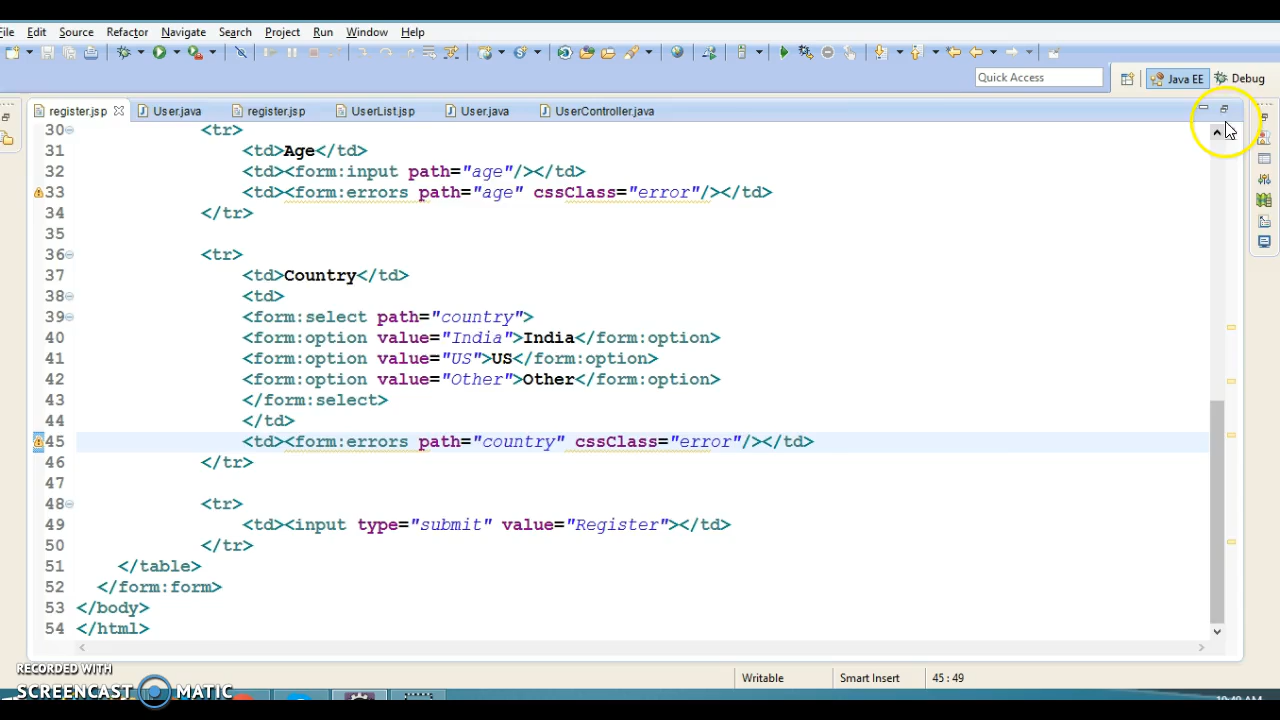 File Edit Source Refactor Navigate Search Project Run Window Help
Quick Access Java EE Debug
register.jsp User.java register.jsp UserList.jsp User.java UserController.java
30 <tr>
31 <td>Age</td>
32 <td><form:input path="age"/></td>
33 <td><form:errors path="age" cssClass="error"/></td>
34 </tr>
35
36 <tr>
37 <td>Country</td>
38 <td>
39 <form:select path="country">
40 <form:option value="India">India</form:option>
41 <form:option value="US">US</form:option>
42 <form:option value="Other">Other</form:option>
43 </form:select>
44 </td>
45 <td><form:errors path="country" cssClass="error"/></td>
46 </tr>
47
48 <tr>
49 <td><input type="submit" value="Register"></td>
50 </tr>
51 </table>
52 </form:form>
53 </body>
54 </html>
RECORDED WITH
SCREENCAST MATIC
Writable Smart Insert 45 : 49